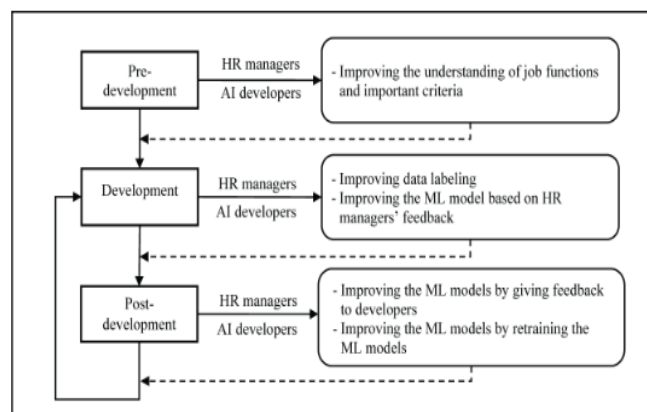 Pre-
development
HR managers
AI developers
- Improving the understanding of job functions
and important criteria
Development
HR managers
AI developers
- Improving data labeling
- Improving the ML model based on HR
managers' feedback
Post-
development
HR managers
AI developers
- Improving the ML models by giving feedback
to developers
- Improving the ML models by retraining the
ML models